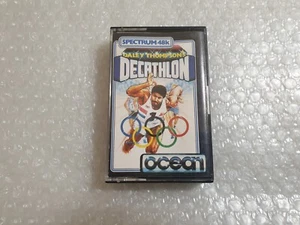 SPECTRUM 48K
DALEY THOMPSON'S
DECATHLON
ocean